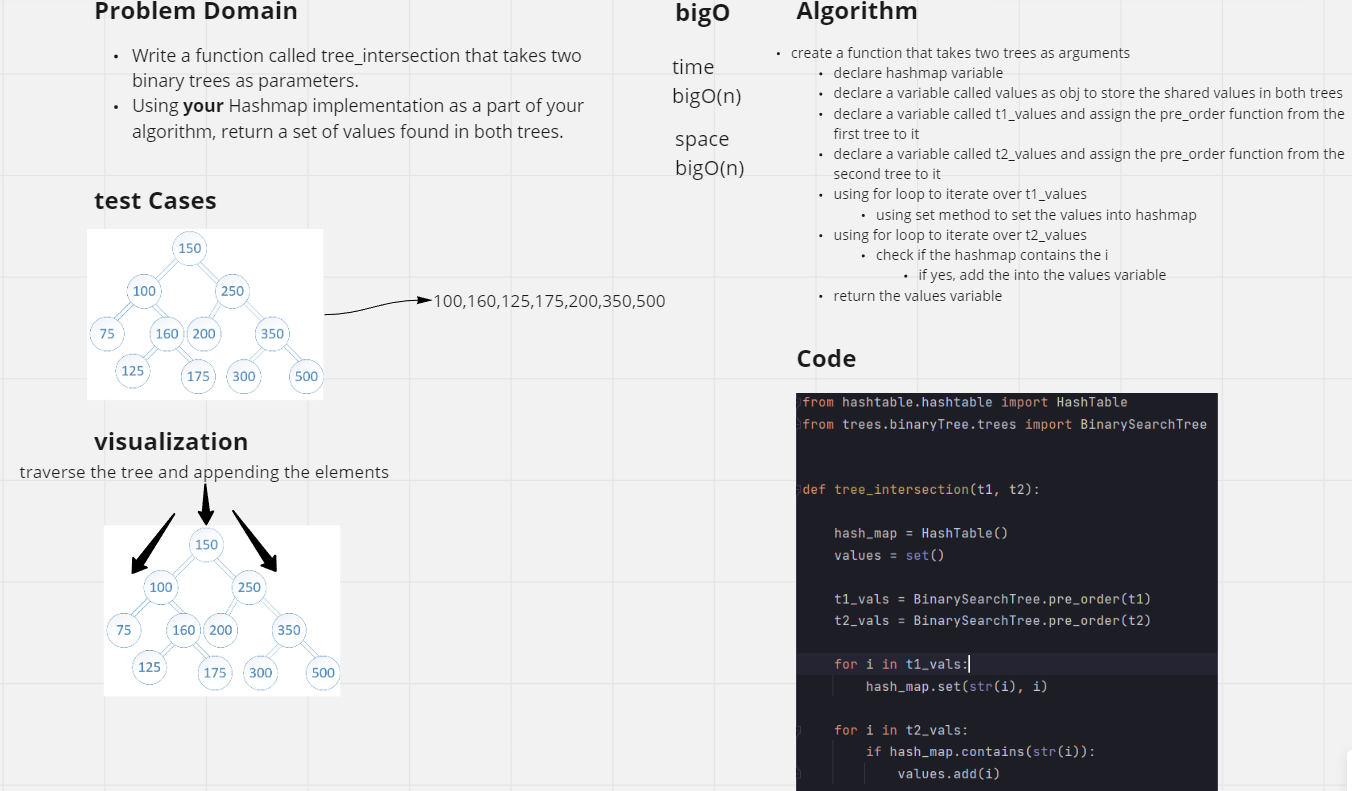 Problem Domain
• Write a function called tree_intersection that takes two
binary trees as parameters.
• Using your Hashmap implementation as a part of your
algorithm, return a set of values found in both trees.
test Cases
150
100 250
75 160 200 350
125 175 300 500
100,160,125,175,200,350,500
visualization
traverse the tree and appending the elements
150
100 250
75 160 200 350
125 175 300 500
bigO
time
bigO(n)
space
bigO(n)
Algorithm
• create a function that takes two trees as arguments
• declare hashmap variable
• declare a variable called values as obj to store the shared values in both trees
• declare a variable called t1_values and assign the pre_order function from the
first tree to it
• declare a variable called t2_values and assign the pre_order function from the
second tree to it
• using for loop to iterate over t1_values
• using set method to set the values into hashmap
• using for loop to iterate over t2_values
• check if the hashmap contains the i
• if yes, add the into the values variable
• return the values variable
Code
from hashtable.hashtable import HashTable
from trees.binaryTree.trees import BinarySearchTree
def tree_intersection(t1, t2):
hash_map = HashTable()
values = set()
t1_vals = BinarySearchTree.pre_order(t1)
t2_vals = BinarySearchTree.pre_order(t2)
for i in t1_vals:
hash_map.set(str(i), i)
for i in t2_vals:
if hash_map.contains(str(i)):
values.add(i)